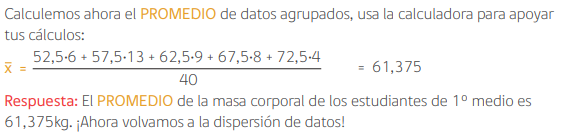 Calculemos ahora el PROMEDIO de datos agrupados, usa la calculadora para apoyar
tus cálculos:
x̄ = (52,5·6 + 57,5·13 + 62,5·9 + 67,5·8 + 72,5·4) / 40 = 61,375
Respuesta: El PROMEDIO de la masa corporal de los estudiantes de 1º medio es
61,375kg. ¡Ahora volvamos a la dispersión de datos!